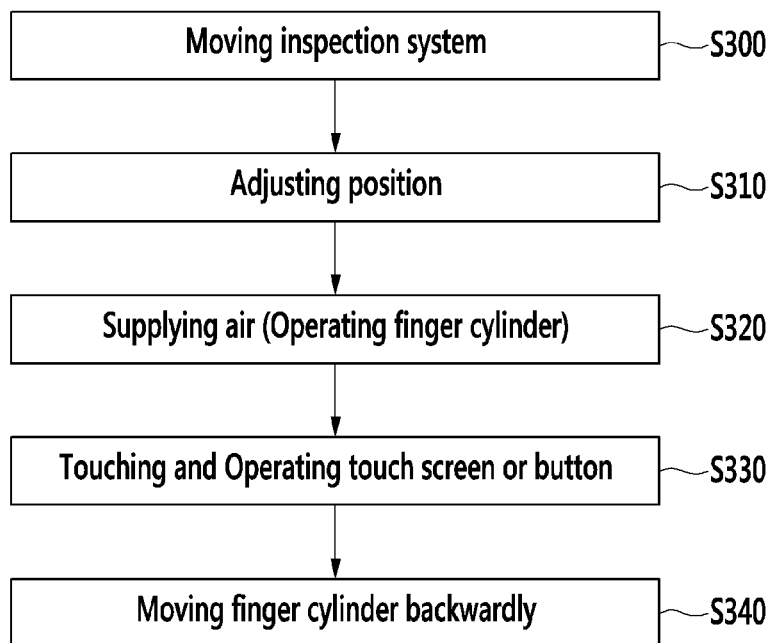 Moving inspection system S300
Adjusting position S310
Supplying air (Operating finger cylinder) S320
Touching and Operating touch screen or button S330
Moving finger cylinder backwardly S340